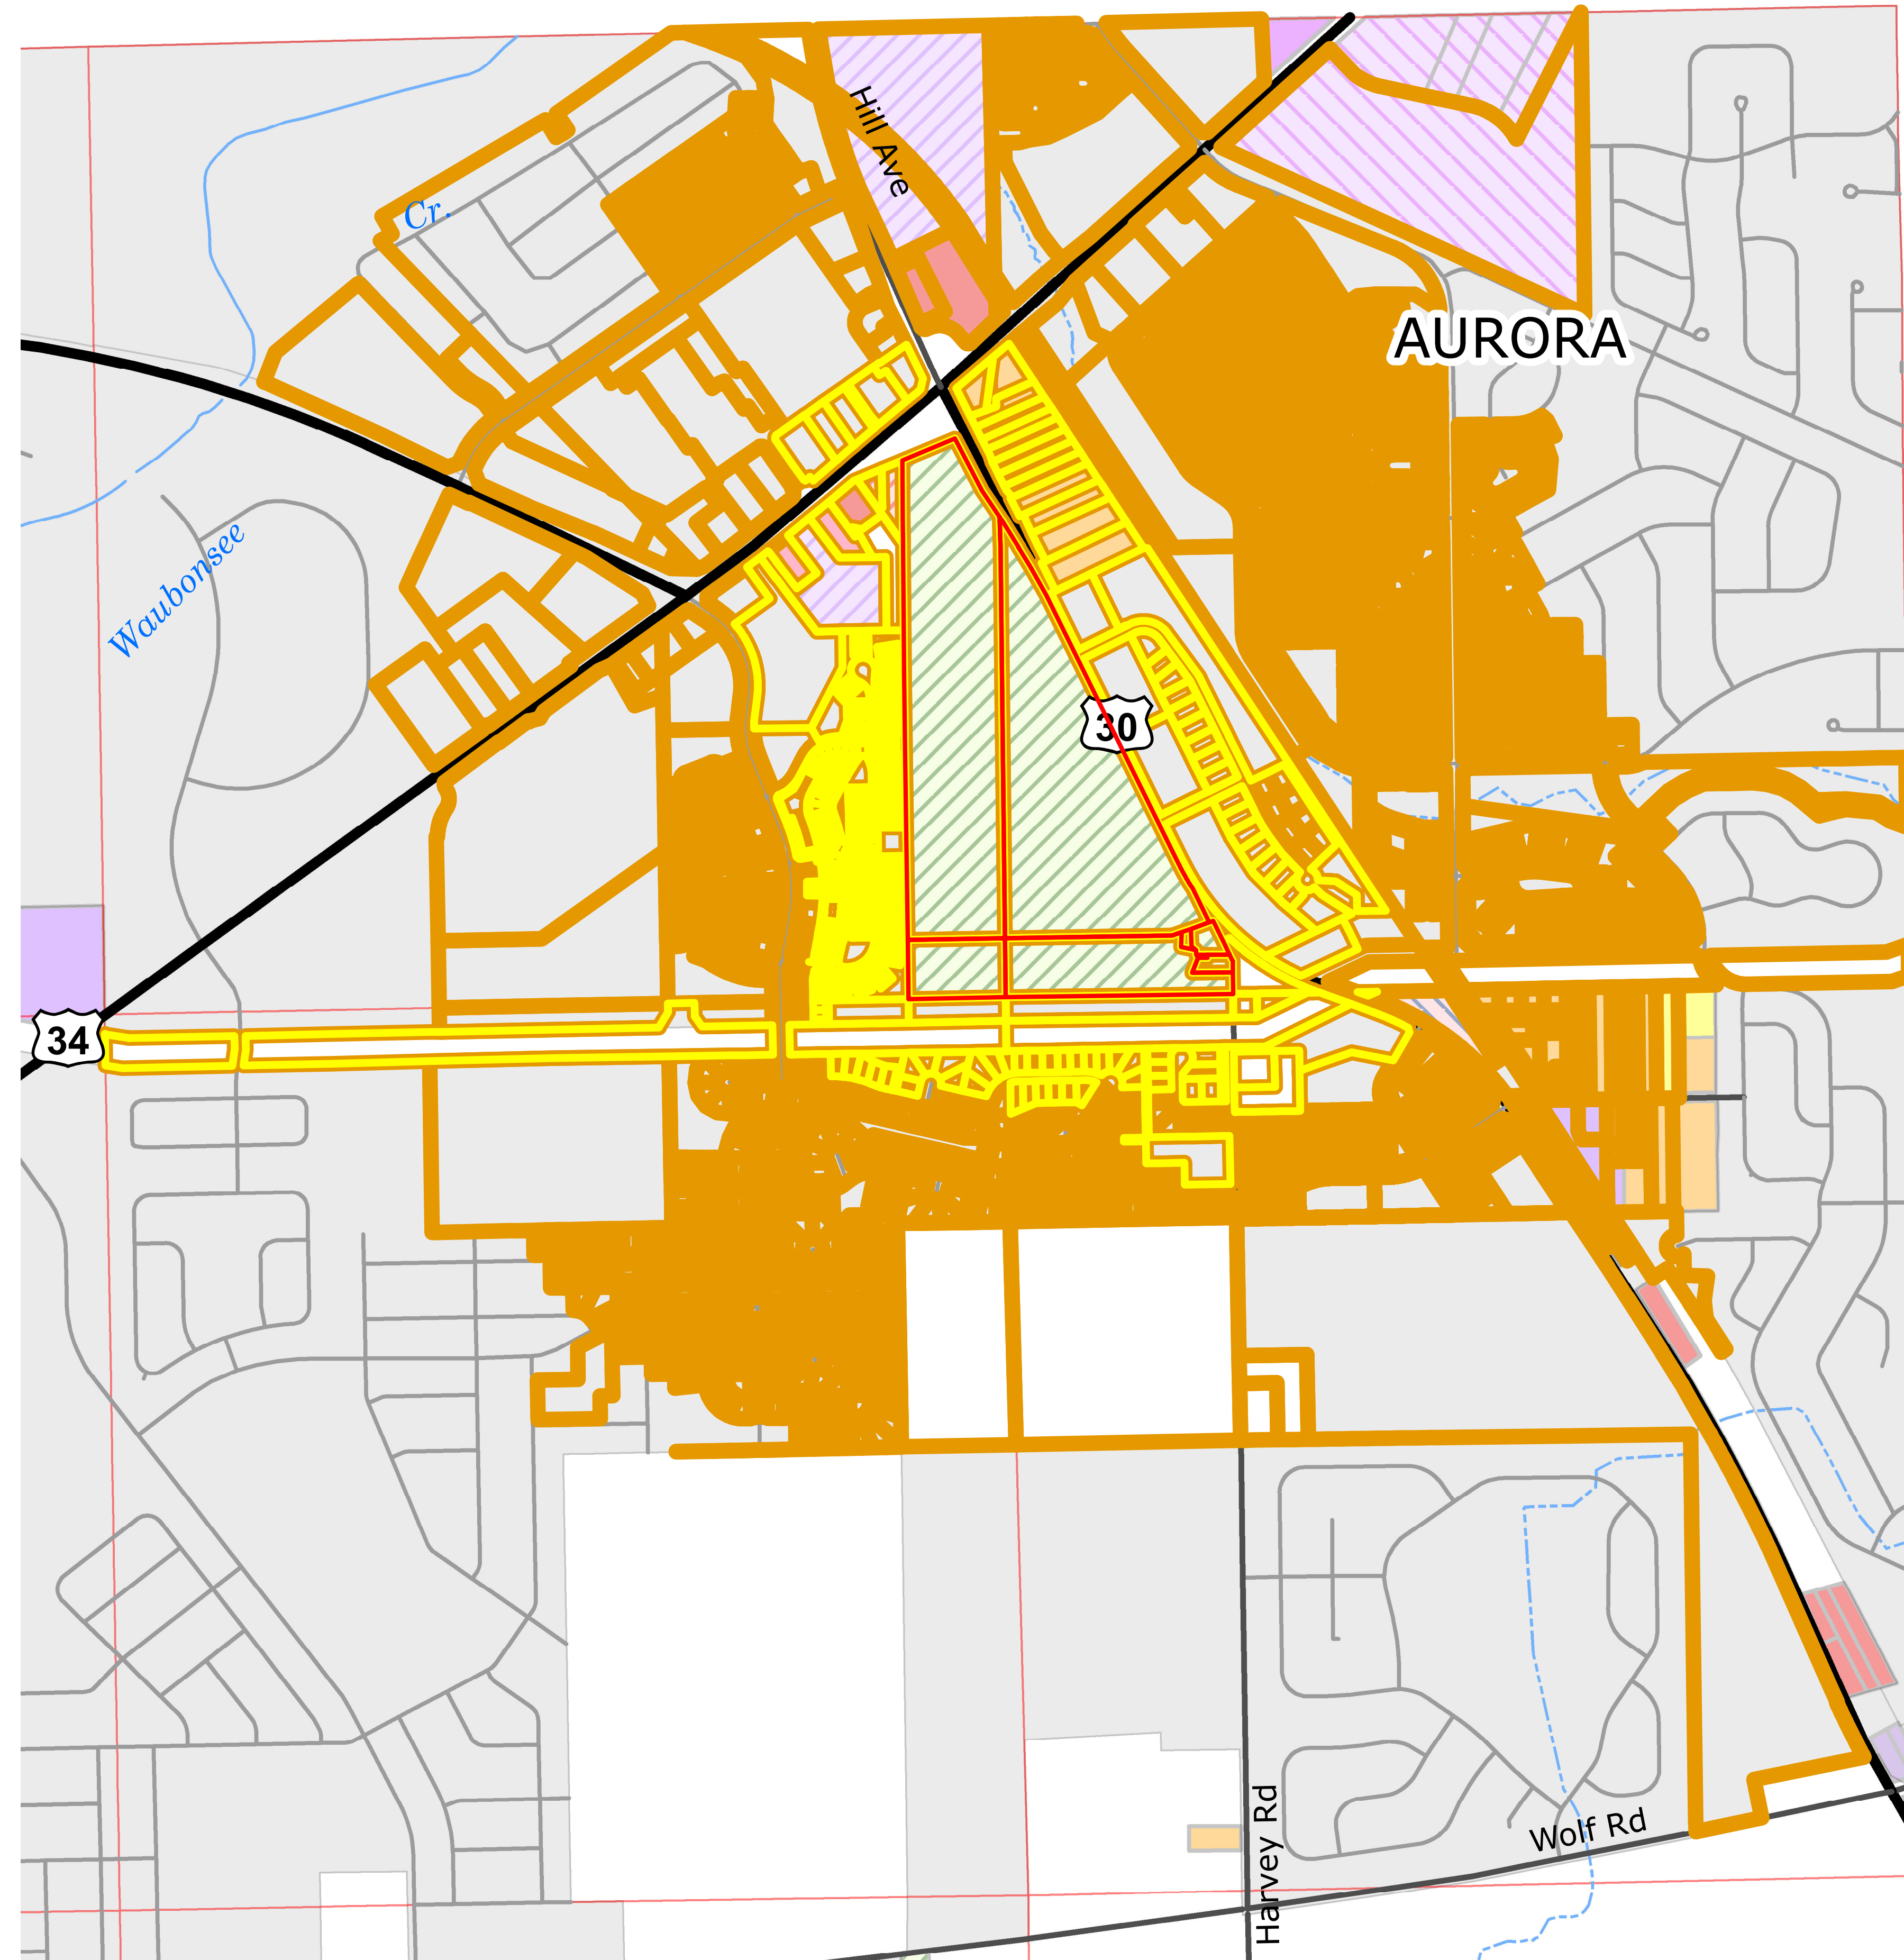 Hill Ave
Cr.
AURORA
Waubonsee
30
34
Wolf Rd
Harvey Rd